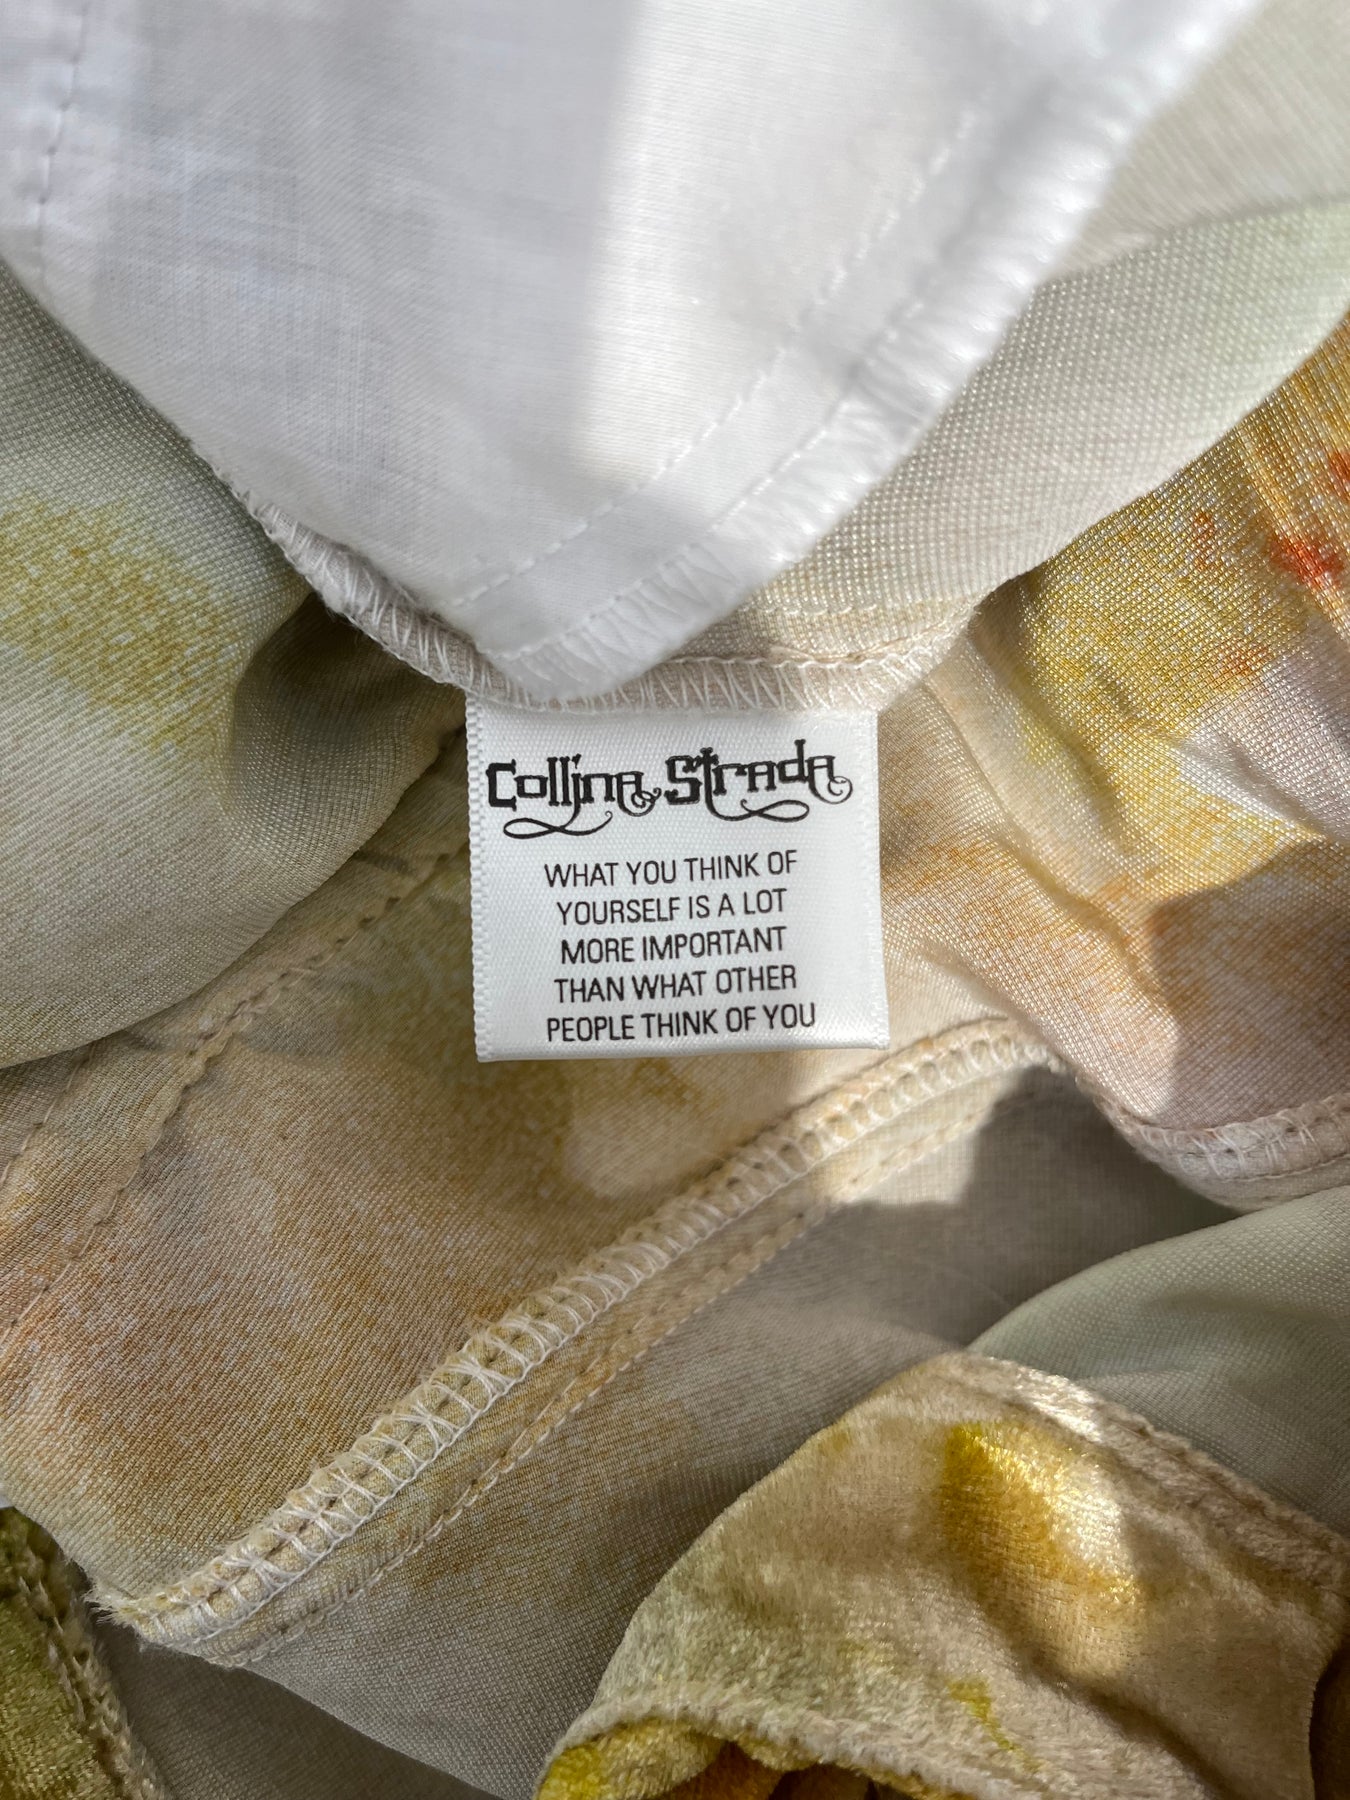 Collina Strada
WHAT YOU THINK OF
YOURSELF IS A LOT
MORE IMPORTANT
THAN WHAT OTHER
PEOPLE THINK OF YOU